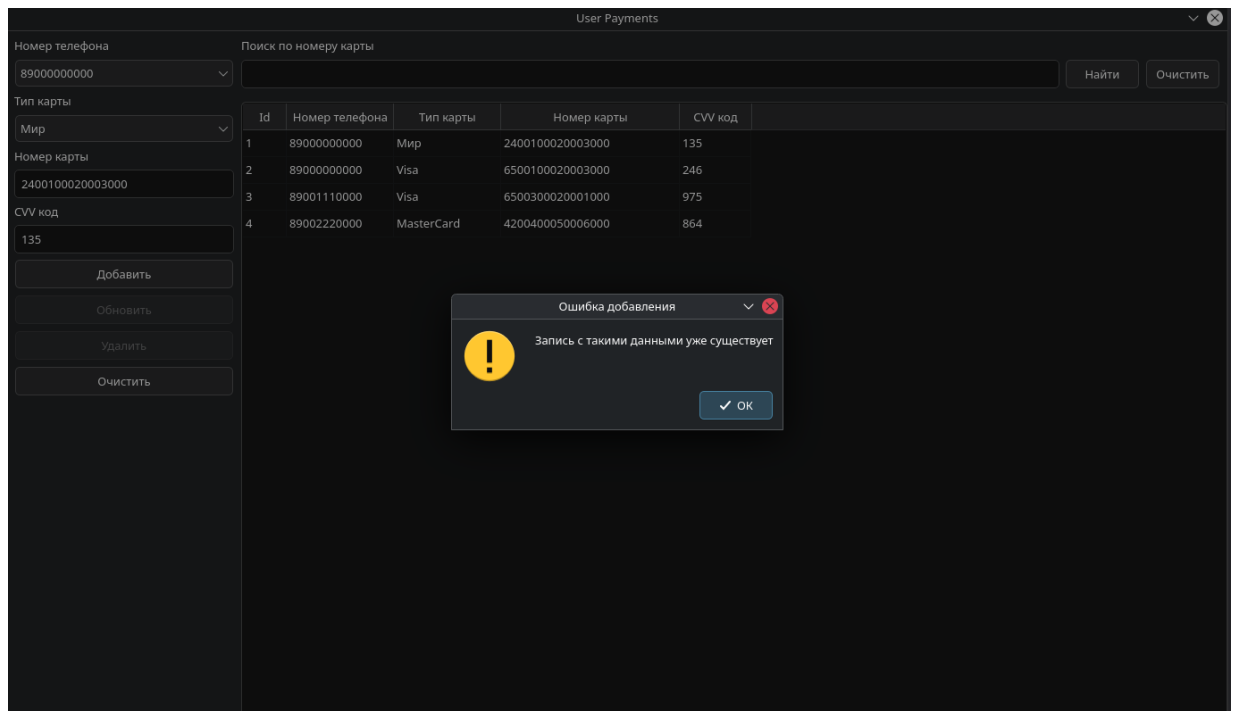 User Payments
Номер телефона
89000000000
Тип карты
Мир
Номер карты
2400100020003000
CVV код
135
Добавить
Обновить
Удалить
Очистить
Поиск по номеру карты
Найти Очистить
Id Номер телефона Тип карты Номер карты CVV код
1 89000000000 Мир 2400100020003000 135
2 89000000000 Visa 6500100020003000 246
3 89001110000 Visa 6500300020001000 975
4 89002220000 MasterCard 4200400050006000 864
Ошибка добавления
Запись с такими данными уже существует
OK